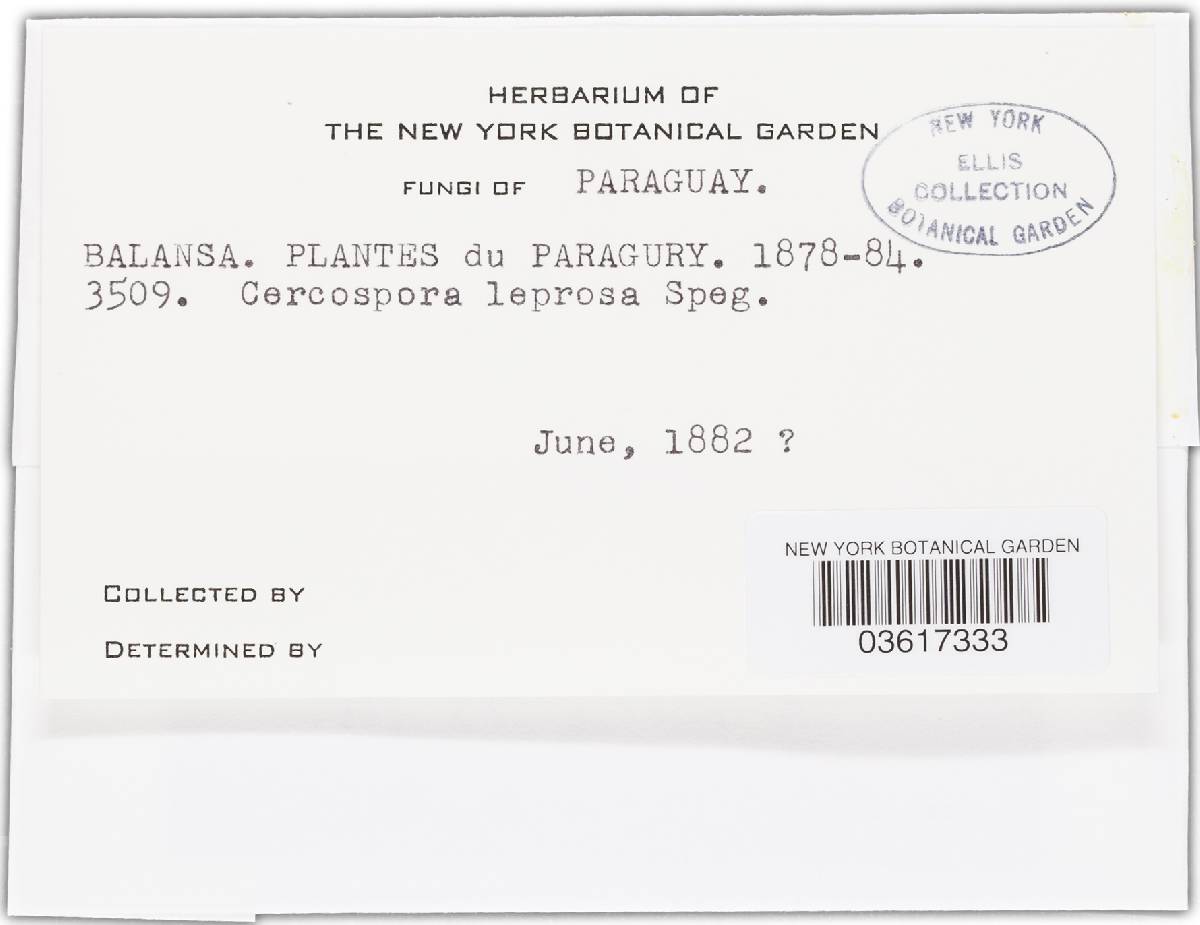 HERBARIUM OF
THE NEW YORK BOTANICAL GARDEN
FUNGI OF PARAGUAY.
NEW YORK
ELLIS
COLLECTION
BOTANICAL GARDEN
BALANSA. PLANTES du PARAGURY. 1878-84.
3509. Cercospora leprosa Speg.
June, 1882 ?
NEW YORK BOTANICAL GARDEN
03617333
COLLECTED BY
DETERMINED BY